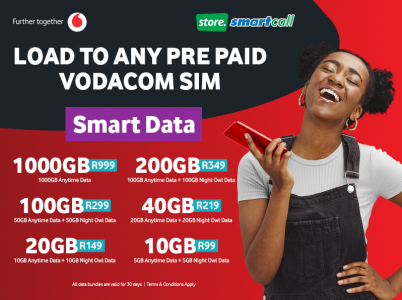 Further together
store. smartcall
LOAD TO ANY PRE PAID
VODACOM SIM
Smart Data
1000GB R999
1000GB Anytime Data
200GB R349
100GB Anytime Data + 100GB Night Owl Data
100GB R299
50GB Anytime Data + 50GB Night Owl Data
40GB R219
20GB Anytime Data + 20GB Night Owl Data
20GB R149
10GB Anytime Data + 10GB Night Owl Data
10GB R99
5GB Anytime Data + 5GB Night Owl Data
All data bundles are valid for 30 days | Terms & Conditions Apply